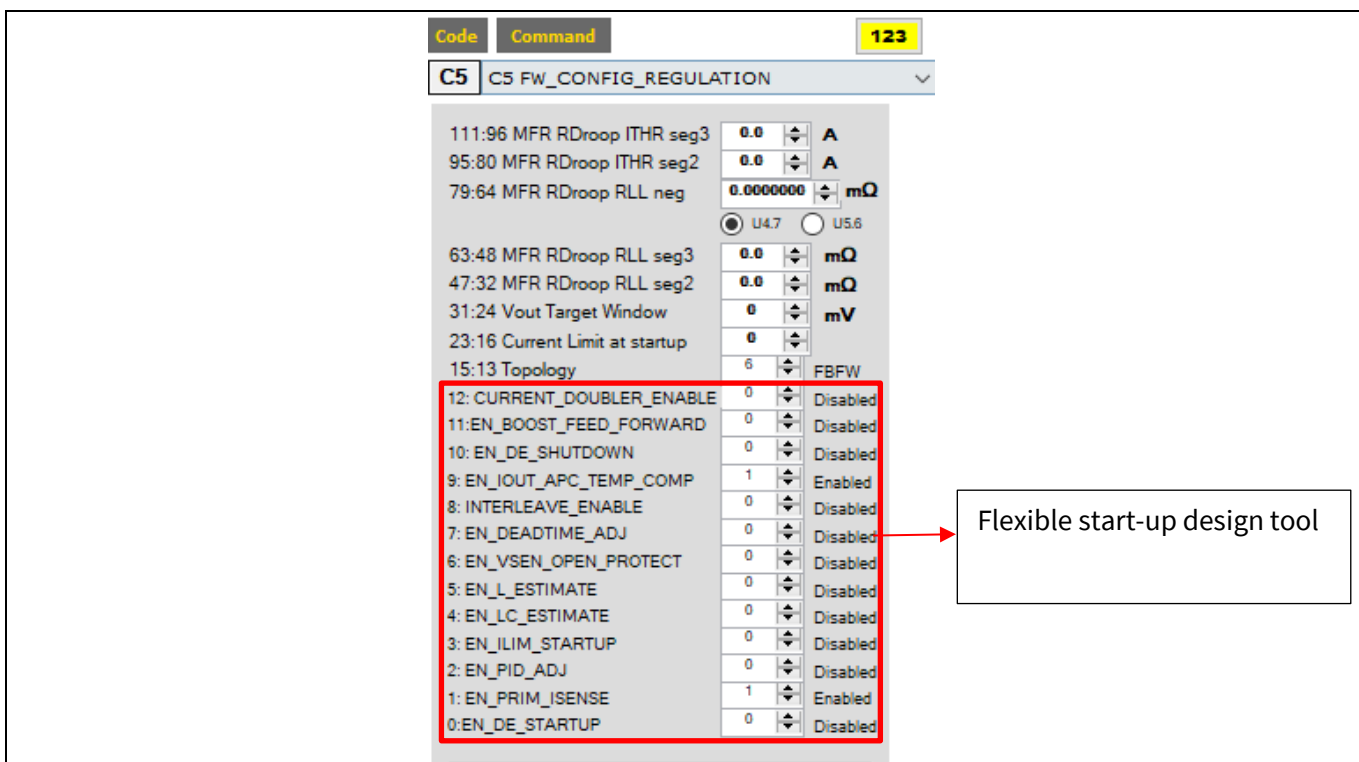 Code Command 123
C5 C5 FW_CONFIG_REGULATION
111:96 MFR RDroop ITHR seg3 0.0 A
95:80 MFR RDroop ITHR seg2 0.0 A
79:64 MFR RDroop RLL neg 0.0000000 mΩ
U4.7 U5.6
63:48 MFR RDroop RLL seg3 0.0 mΩ
47:32 MFR RDroop RLL seg2 0.0 mΩ
31:24 Vout Target Window 0 mV
23:16 Current Limit at startup 0
15:13 Topology 6 FBFW
12: CURRENT_DOUBLER_ENABLE 0 Disabled
11:EN_BOOST_FEED_FORWARD 0 Disabled
10: EN_DE_SHUTDOWN 0 Disabled
9: EN_IOUT_APC_TEMP_COMP 1 Enabled
8: INTERLEAVE_ENABLE 0 Disabled
7: EN_DEADTIME_ADJ 0 Disabled
6: EN_VSEN_OPEN_PROTECT 0 Disabled
5: EN_L_ESTIMATE 0 Disabled
4: EN_LC_ESTIMATE 0 Disabled
3: EN_ILIM_STARTUP 0 Disabled
2: EN_PID_ADJ 0 Disabled
1: EN_PRIM_ISENSE 1 Enabled
0:EN_DE_STARTUP 0 Disabled
Flexible start-up design tool